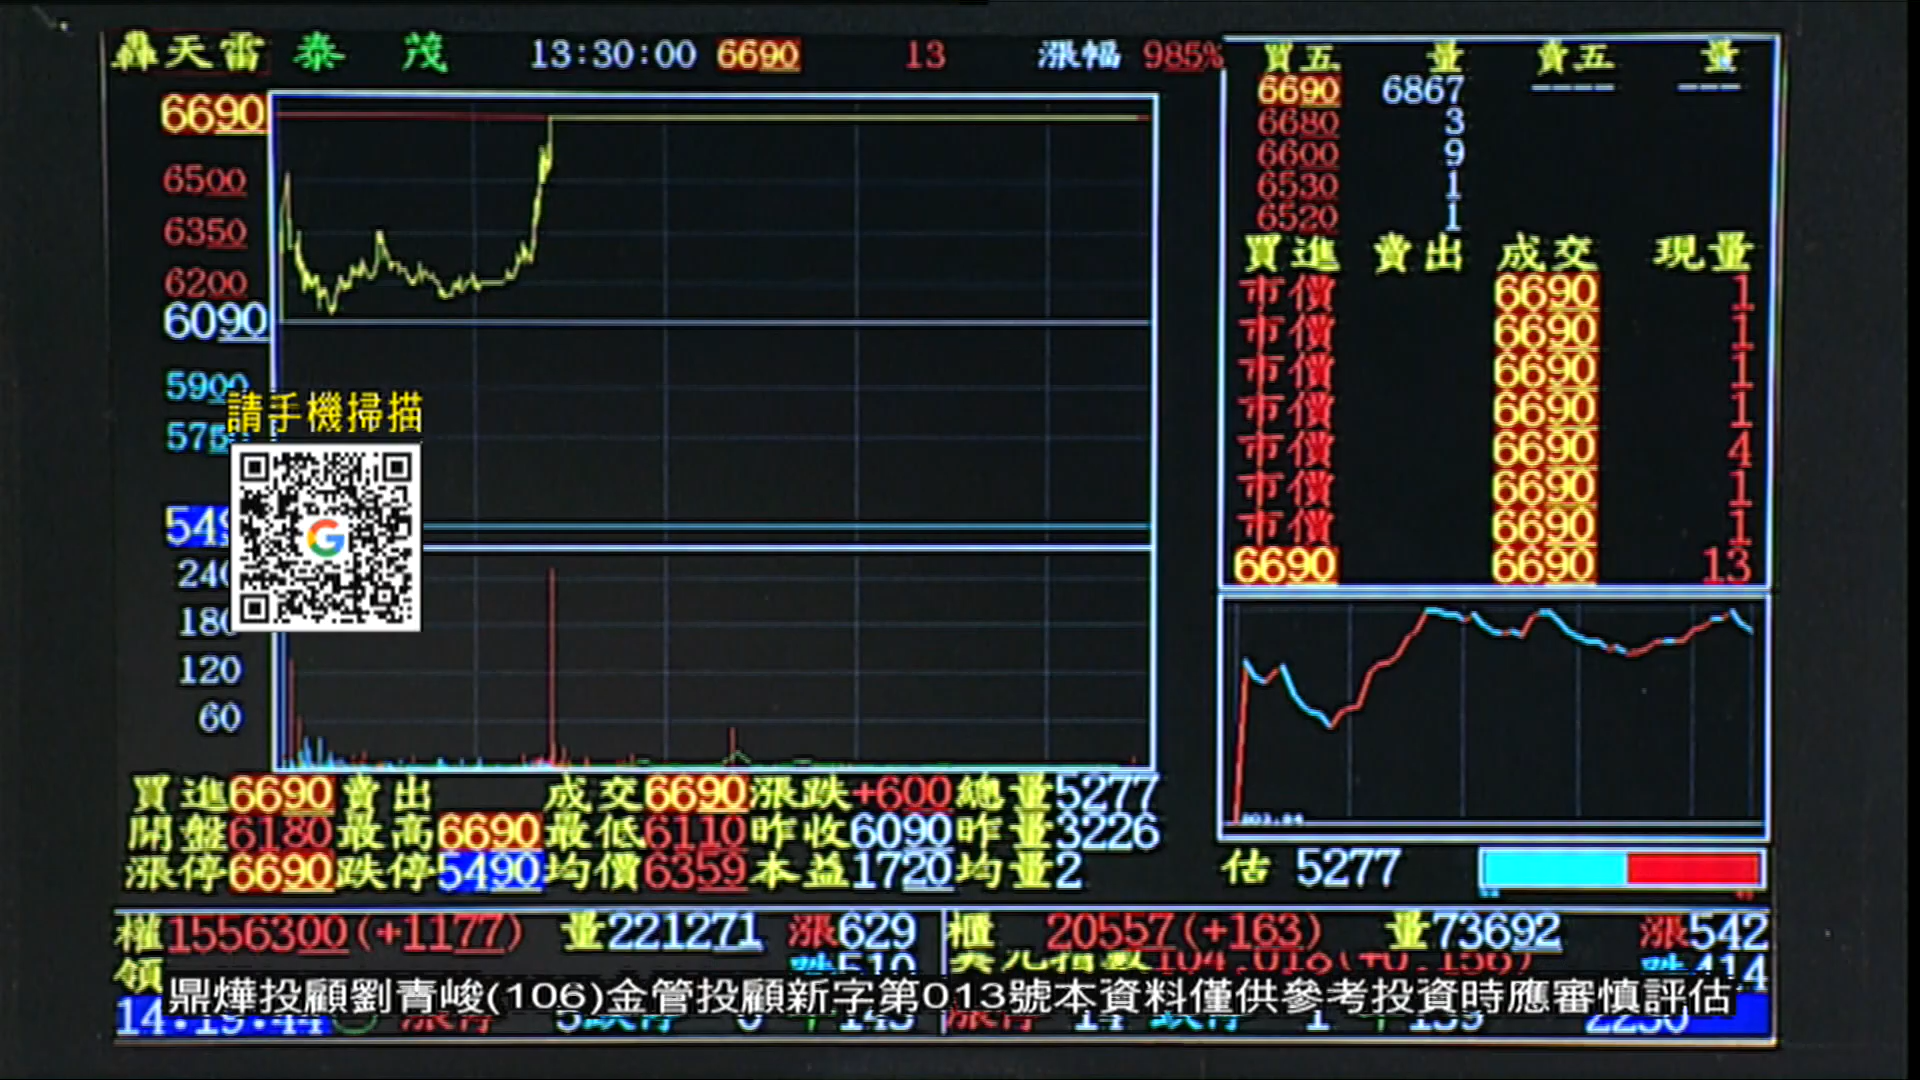 轟天雷 泰 茂 13:30:00 6690 13 漲幅 985%
買五 量 賣五 量
6690 6867 ---- ---
6680 3
6600 9
6530 1
6520 1
6690
6500
6350
6200
6090
5900
請手機掃描
120
60
買進 賣出 成交 現量
市價 6690 1
市價 6690 1
市價 6690 1
市價 6690 1
市價 6690 4
市價 6690 1
市價 6690 1
6690 6690 13
買進6690賣出 成交6690漲跌+600總量5277
開盤6180最高6690最低6110昨收6090昨量3226
漲停6690跌停5490均價6359本益1720均量2
估 5277
權1556300(+1177) 量221271 漲629
櫃 20557(+163) 量73692 漲542
鼎燁投顧劉青峻(106)金管投顧新字第013號本資料僅供參考投資時應審慎評估